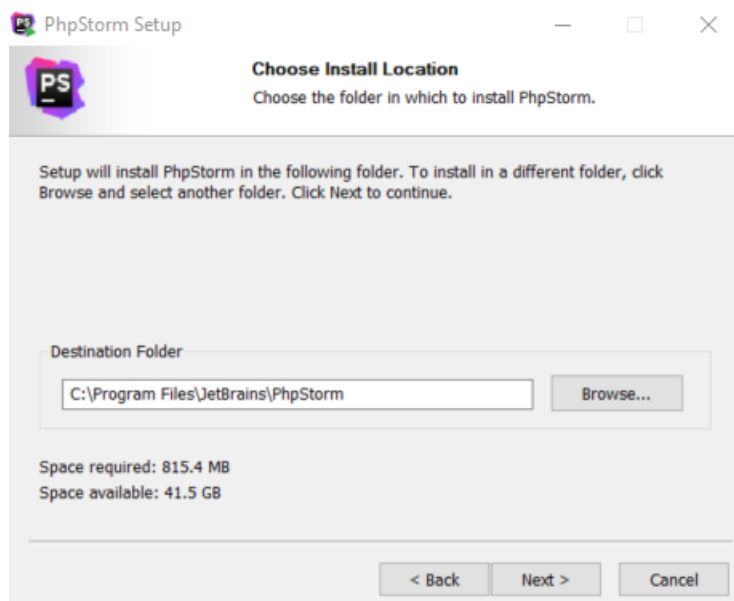 PhpStorm Setup
PS
Choose Install Location
Choose the folder in which to install PhpStorm.
Setup will install PhpStorm in the following folder. To install in a different folder, click
Browse and select another folder. Click Next to continue.
Destination Folder
C:\Program Files\JetBrains\PhpStorm
Browse...
Space required: 815.4 MB
Space available: 41.5 GB
< Back
Next >
Cancel